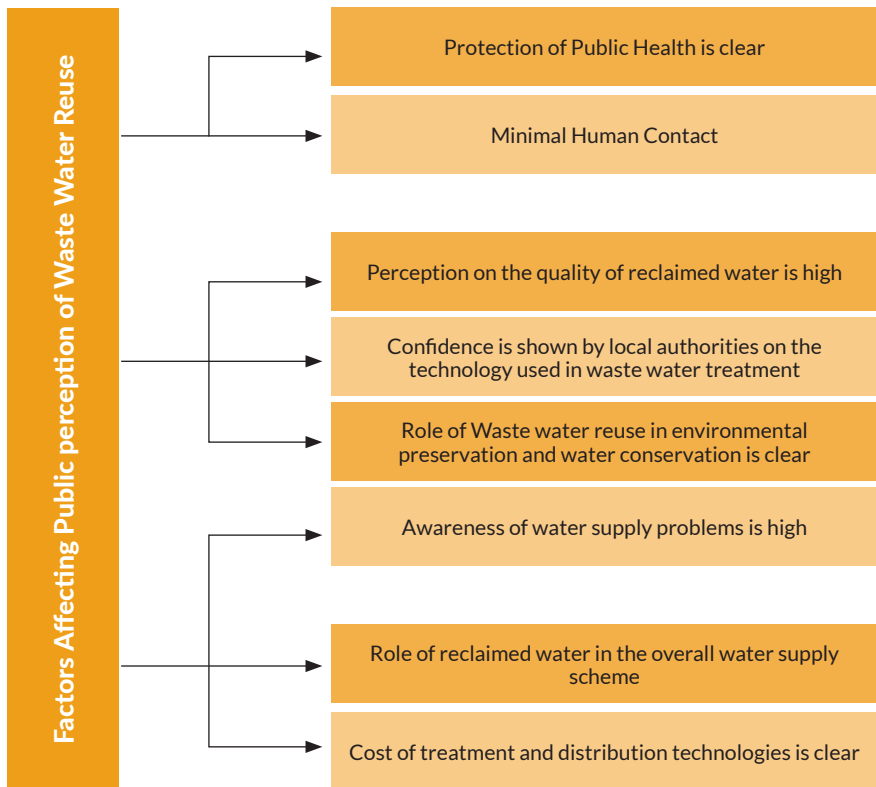 Factors Affecting Public perception of Waste Water Reuse
Protection of Public Health is clear
Minimal Human Contact
Perception on the quality of reclaimed water is high
Confidence is shown by local authorities on the
technology used in waste water treatment
Role of Waste water reuse in environmental
preservation and water conservation is clear
Awareness of water supply problems is high
Role of reclaimed water in the overall water supply
scheme
Cost of treatment and distribution technologies is clear